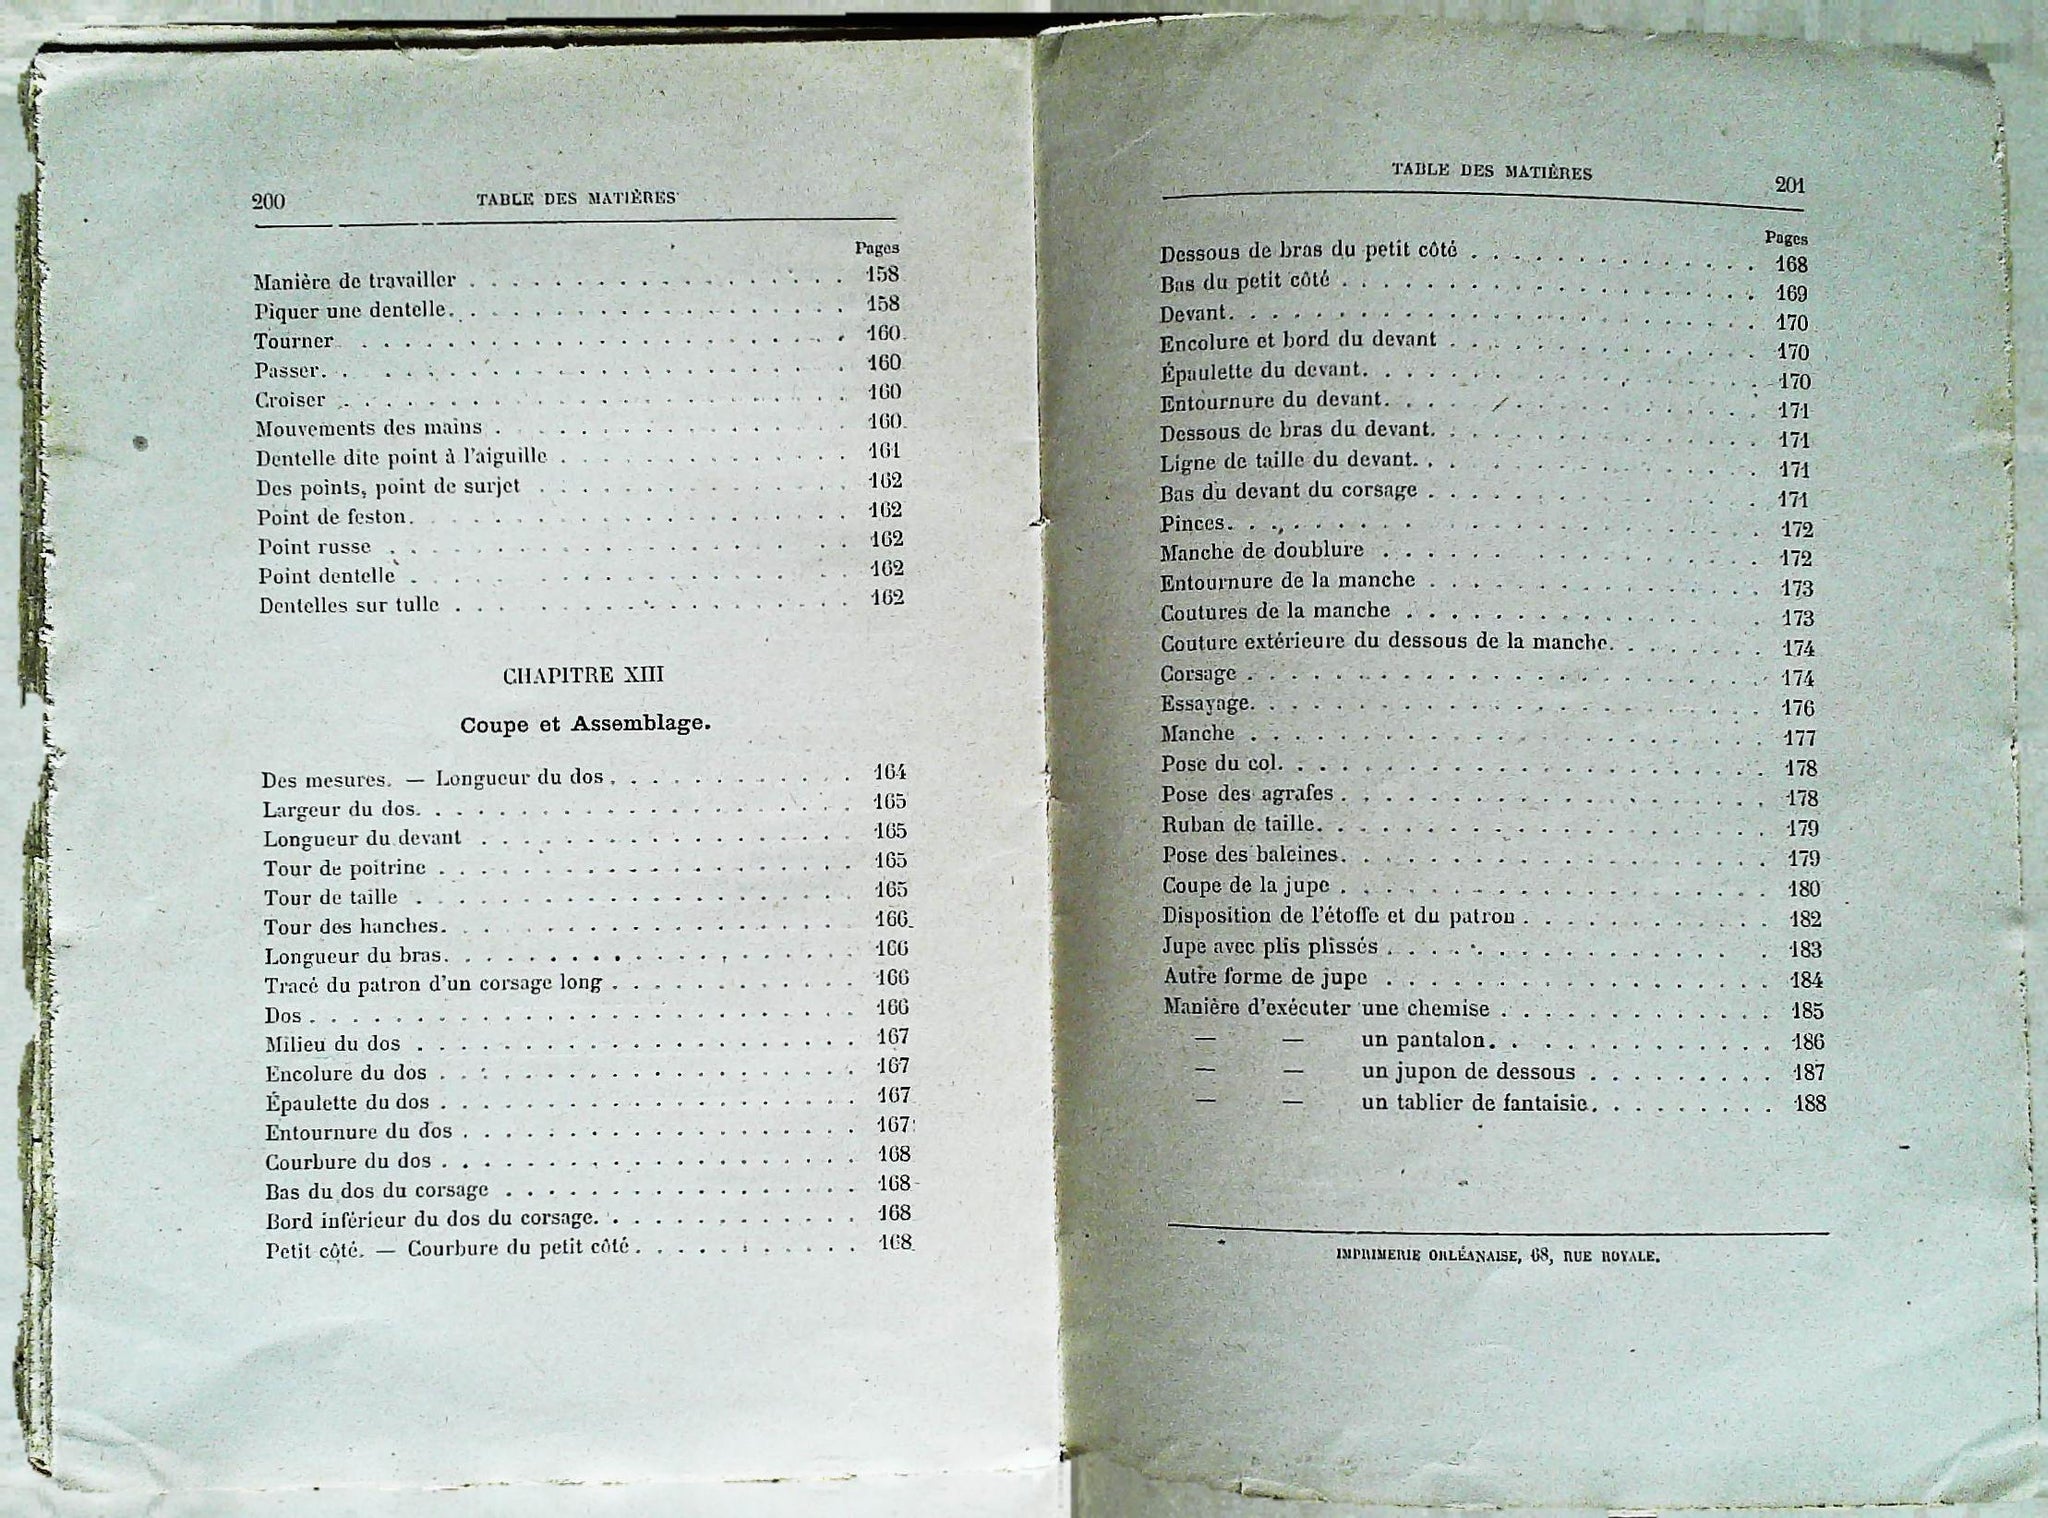 200 TABLE DES MATIÈRES
Pages
Manière de travailler . . . . . . . . . . . . . . . . . 158
Piquer une dentelle. . . . . . . . . . . . . . . . . . 158
Tourner . . . . . . . . . . . . . . . . . . . . . . . 160
Passer. . . . . . . . . . . . . . . . . . . . . . . . 160
Croiser . . . . . . . . . . . . . . . . . . . . . . . 160
Mouvements des mains . . . . . . . . . . . . . . . . 160
Dentelle dite point à l'aiguille . . . . . . . . . . . . . 161
Des points, point de surjet . . . . . . . . . . . . . . 162
Point de feston. . . . . . . . . . . . . . . . . . . . 162
Point russe . . . . . . . . . . . . . . . . . . . . . 162
Point dentelle . . . . . . . . . . . . . . . . . . . . 162
Dentelles sur tulle . . . . . . . . . . . . . . . . . . 162
CHAPITRE XIII
Coupe et Assemblage.
Des mesures. — Longueur du dos . . . . . . . . . . . 164
Largeur du dos. . . . . . . . . . . . . . . . . . . . 165
Longueur du devant . . . . . . . . . . . . . . . . . 165
Tour de poitrine . . . . . . . . . . . . . . . . . . . 165
Tour de taille . . . . . . . . . . . . . . . . . . . . 165
Tour des hanches. . . . . . . . . . . . . . . . . . . 166
Longueur du bras. . . . . . . . . . . . . . . . . . . 166
Tracé du patron d'un corsage long . . . . . . . . . . . 166
Dos . . . . . . . . . . . . . . . . . . . . . . . . . 166
Milieu du dos . . . . . . . . . . . . . . . . . . . . 167
Encolure du dos . . . . . . . . . . . . . . . . . . . 167
Épaulette du dos . . . . . . . . . . . . . . . . . . . 167
Entournure du dos . . . . . . . . . . . . . . . . . . 167
Courbure du dos . . . . . . . . . . . . . . . . . . . 168
Bas du dos du corsage . . . . . . . . . . . . . . . . 168
Bord inférieur du dos du corsage. . . . . . . . . . . . 168
Petit côté. — Courbure du petit côté . . . . . . . . . . 168
TABLE DES MATIÈRES 201
Pages
Dessous de bras du petit côté . . . . . . . . . . . . . 168
Bas du petit côté . . . . . . . . . . . . . . . . . . . 169
Devant. . . . . . . . . . . . . . . . . . . . . . . . 170
Encolure et bord du devant . . . . . . . . . . . . . . 170
Épaulette du devant. . . . . . . . . . . . . . . . . . 170
Entournure du devant. . . . . . . . . . . . . . . . . 171
Dessous de bras du devant. . . . . . . . . . . . . . . 171
Ligne de taille du devant. . . . . . . . . . . . . . . . 171
Bas du devant du corsage . . . . . . . . . . . . . . . 171
Pinces. . . . . . . . . . . . . . . . . . . . . . . . 172
Manche de doublure . . . . . . . . . . . . . . . . . 172
Entournure de la manche . . . . . . . . . . . . . . . 173
Coutures de la manche . . . . . . . . . . . . . . . . 173
Couture extérieure du dessous de la manche. . . . . . . 174
Corsage . . . . . . . . . . . . . . . . . . . . . . . 174
Essayage. . . . . . . . . . . . . . . . . . . . . . . 176
Manche . . . . . . . . . . . . . . . . . . . . . . . 177
Pose du col. . . . . . . . . . . . . . . . . . . . . . 178
Pose des agrafes . . . . . . . . . . . . . . . . . . . 178
Ruban de taille. . . . . . . . . . . . . . . . . . . . 179
Pose des baleines. . . . . . . . . . . . . . . . . . . 179
Coupe de la jupe . . . . . . . . . . . . . . . . . . . 180
Disposition de l'étoffe et du patron . . . . . . . . . . . 182
Jupe avec plis plissés . . . . . . . . . . . . . . . . . 183
Autre forme de jupe . . . . . . . . . . . . . . . . . 184
Manière d'exécuter une chemise . . . . . . . . . . . . 185
— — un pantalon. . . . . . . . . . . . . 186
— — un jupon de dessous . . . . . . . . . 187
— — un tablier de fantaisie. . . . . . . . . 188
IMPRIMERIE ORLÉANAISE, 68, RUE ROYALE.